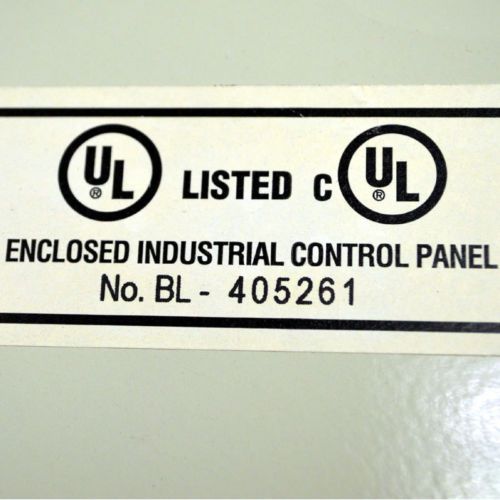 UL® LISTED C UL®
ENCLOSED INDUSTRIAL CONTROL PANEL
No. BL - 405261